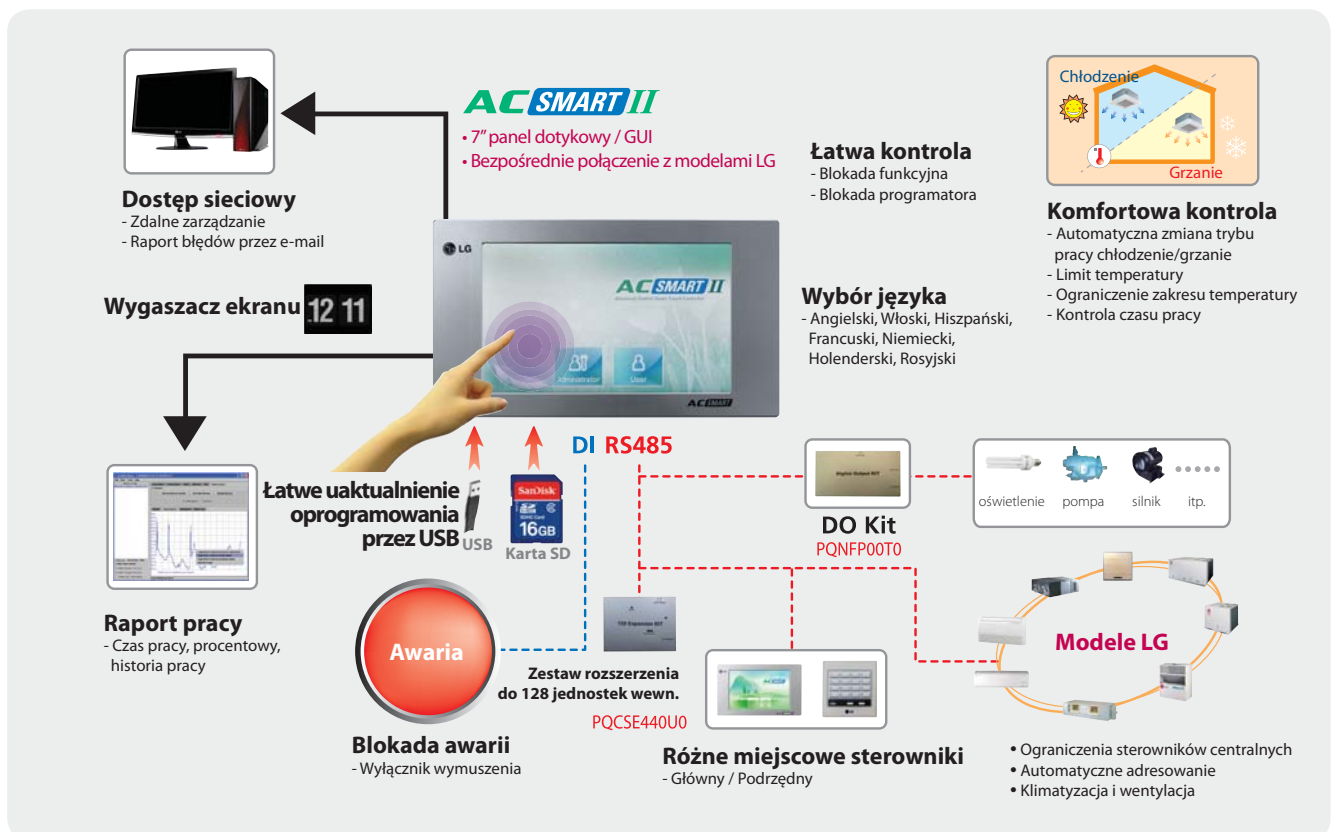 AC SMART II
• 7” panel dotykowy / GUI
• Bezpośrednie połączenie z modelami LG
Dostęp sieciowy
- Zdalne zarządzanie
- Raport błędów przez e-mail
Łatwa kontrola
- Blokada funkcyjna
- Blokada programatora
Chłodzenie
Grzanie
Komfortowa kontrola
- Automatyczna zmiana trybu
pracy chłodzenie/grzanie
- Limit temperatury
- Ograniczenie zakresu temperatury
- Kontrola czasu pracy
Wygaszacz ekranu
12 11
LG
AC SMART II
Administrator
User
AC SMART
Wybór języka
- Angielski, Włoski, Hiszpański,
Francuski, Niemiecki,
Holenderski, Rosyjski
DI RS485
Łatwe uaktualnienie
oprogramowania
przez USB
USB
SanDisk
16GB
Karta SD
Digital Output KIT
DO Kit
PQNFP00T0
oświetlenie
pompa
silnik
itp.
Raport pracy
- Czas pracy, procentowy,
historia pracy
Awaria
Blokada awarii
- Wyłącznik wymuszenia
Expansion KIT
Zestaw rozszerzenia
do 128 jednostek wewn.
PQCSE440U0
Różne miejscowe sterowniki
- Główny / Podrzędny
Modele LG
• Ograniczenia sterowników centralnych
• Automatyczne adresowanie
• Klimatyzacja i wentylacja